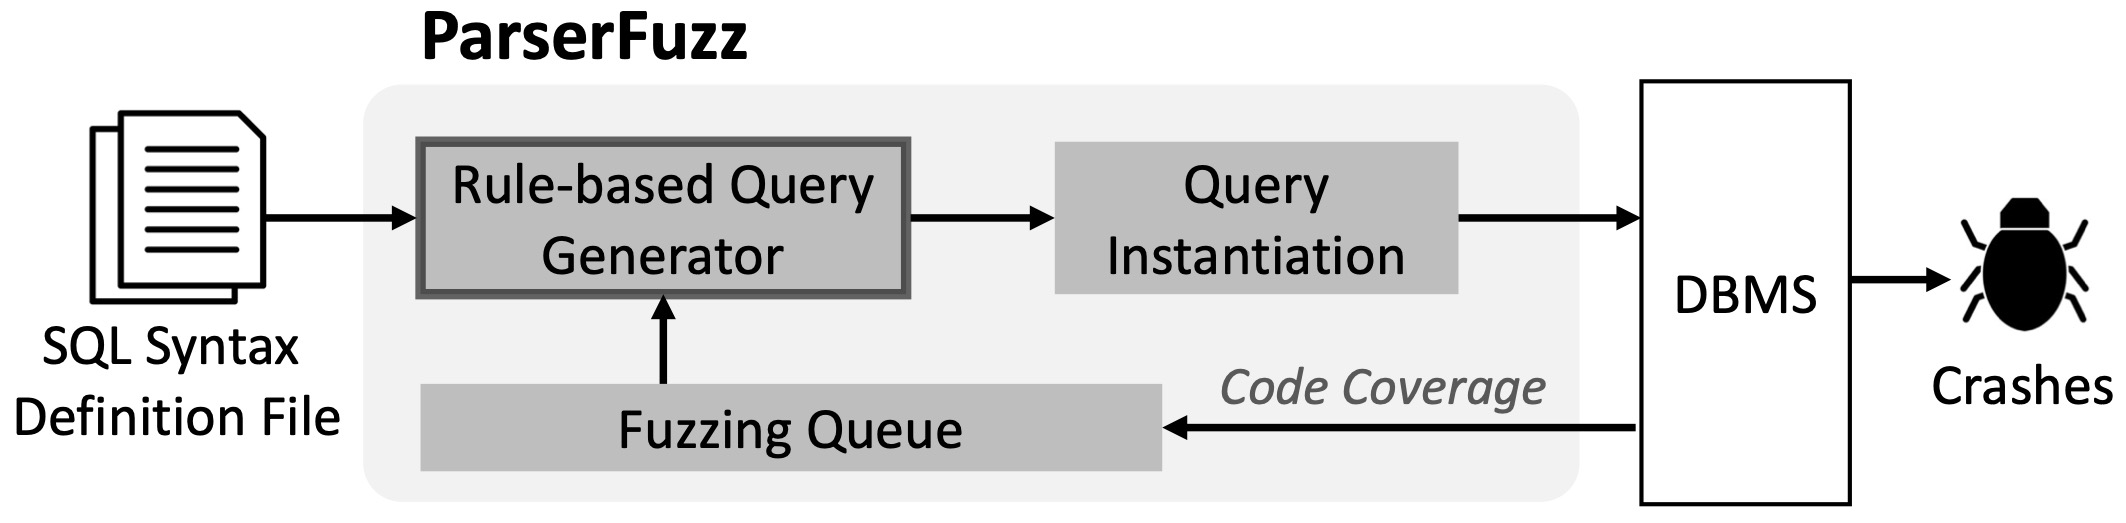 ParserFuzz
SQL Syntax
Definition File
Rule-based Query
Generator
Query
Instantiation
Fuzzing Queue
Code Coverage
DBMS
Crashes